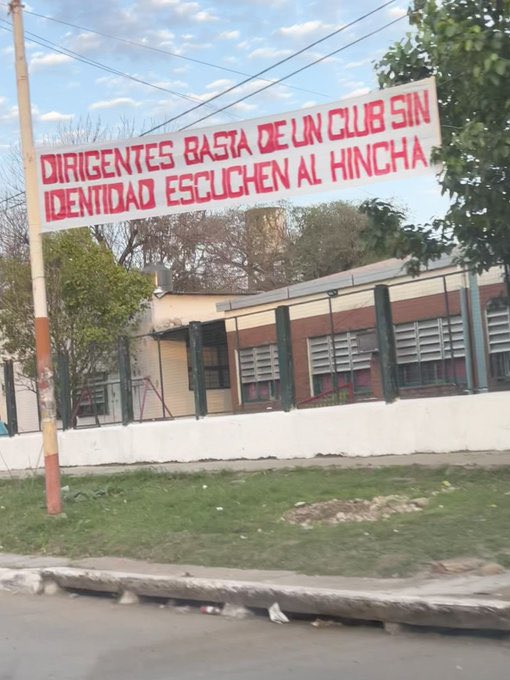 DIRIGENTES BASTA DE UN CLUB SIN
IDENTIDAD ESCUCHEN AL HINCHA